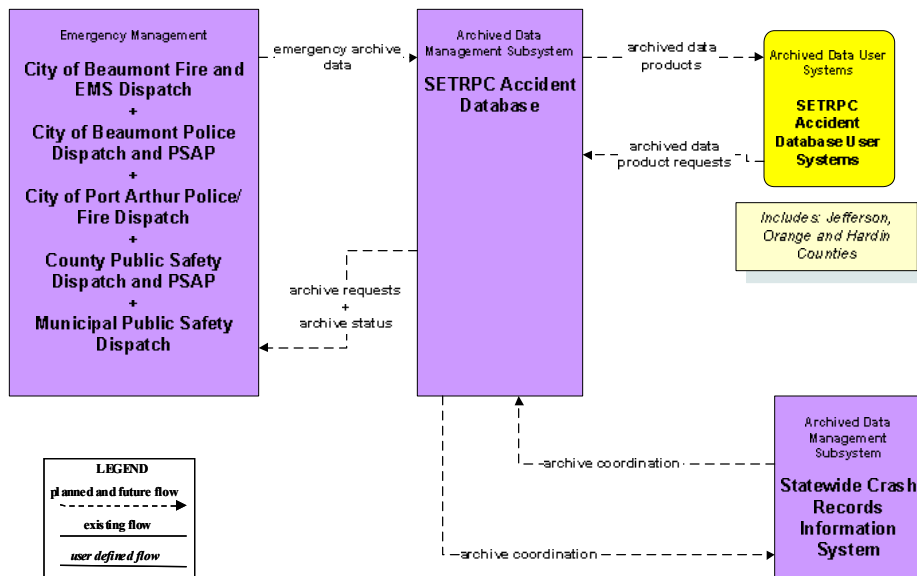 Emergency Management
City of Beaumont Fire and
EMS Dispatch
+
City of Beaumont Police
Dispatch and PSAP
+
City of Port Arthur Police/
Fire Dispatch
+
County Public Safety
Dispatch and PSAP
+
Municipal Public Safety
Dispatch
emergency archive
data
archive requests
+
archive status
Archived Data
Management Subsystem
SETRPC Accident
Database
archived data
products
archived data
product requests
Archived Data User
Systems
SETRPC
Accident
Database User
Systems
Includes: Jefferson,
Orange and Hardin
Counties
archive coordination
archive coordination
Archived Data
Management
Subsystem
Statewide Crash
Records
Information
System
LEGEND
planned and future flow
existing flow
user defined flow